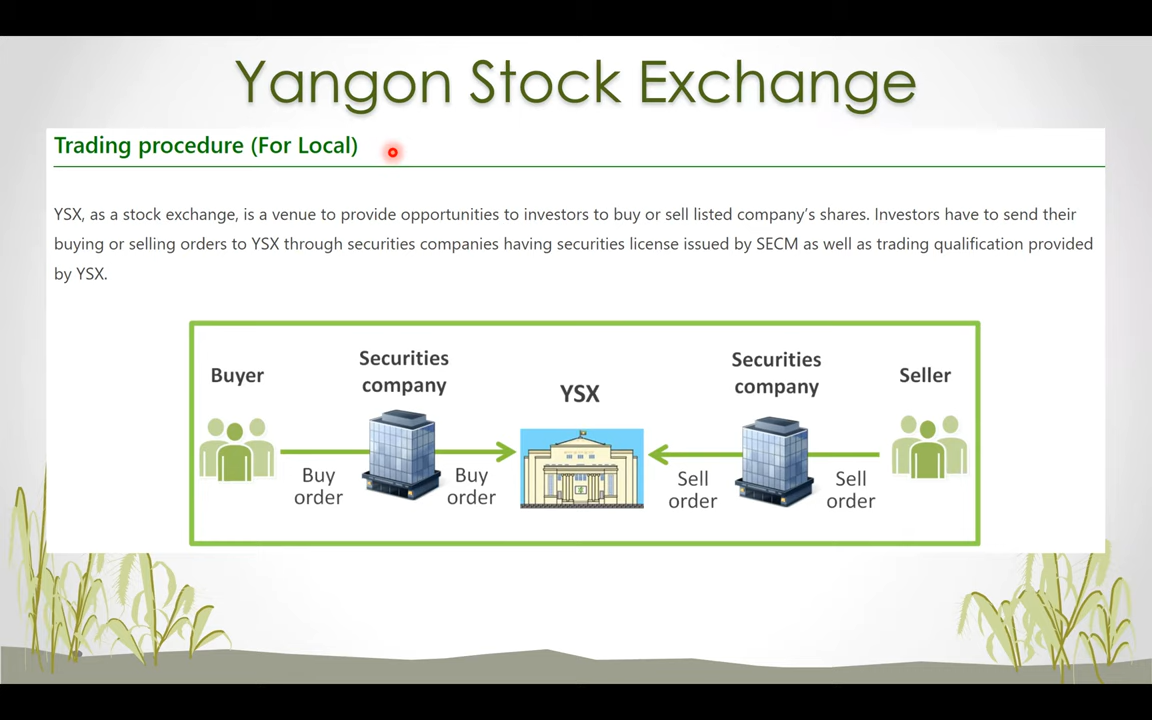 Yangon Stock Exchange
Trading procedure (For Local)
YSX, as a stock exchange, is a venue to provide opportunities to investors to buy or sell listed company’s shares. Investors have to send their
buying or selling orders to YSX through securities companies having securities license issued by SECM as well as trading qualification provided
by YSX.
Buyer
Securities
company
YSX
Securities
company
Seller
Buy
order
Buy
order
Sell
order
Sell
order